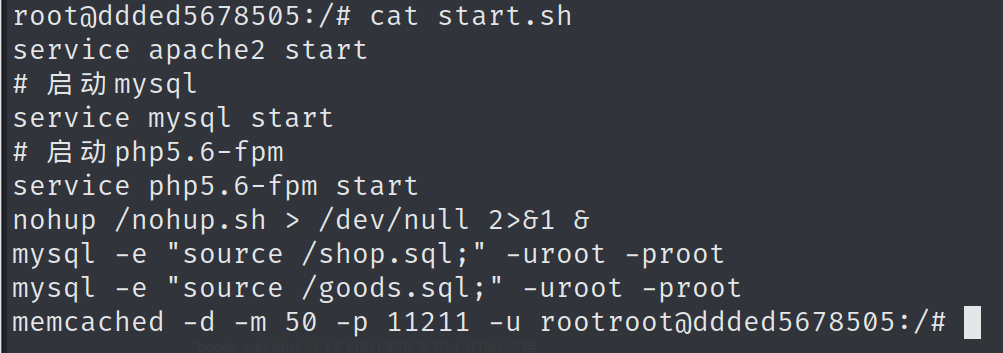 root@ddded5678505:/# cat start.sh
service apache2 start
# 启动mysql
service mysql start
# 启动php5.6-fpm
service php5.6-fpm start
nohup /nohup.sh > /dev/null 2>&1 &
mysql -e "source /shop.sql;" -uroot -proot
mysql -e "source /goods.sql;" -uroot -proot
memcached -d -m 50 -p 11211 -u rootroot@ddded5678505:/#